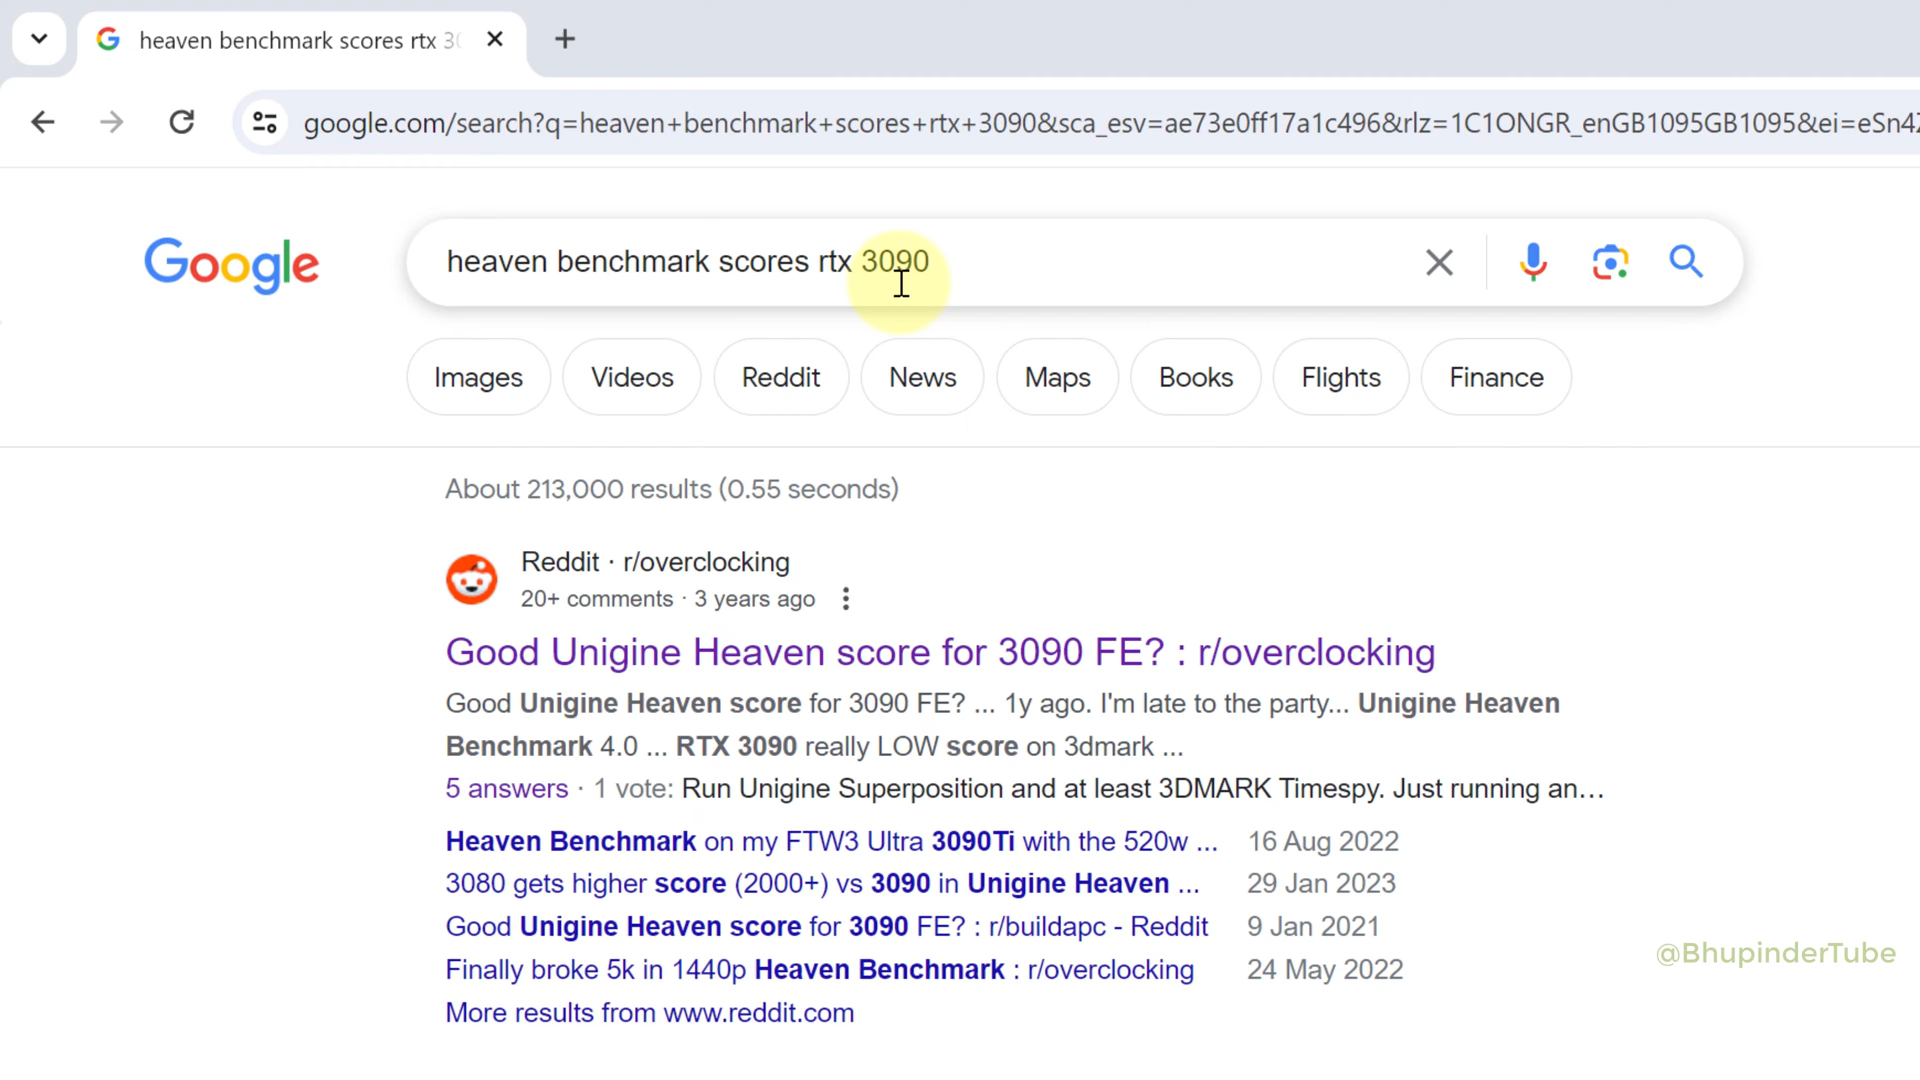 heaven benchmark scores rtx 30
google.com/search?q=heaven+benchmark+scores+rtx+3090&sca_esv=ae73e0ff17a1c496&rlz=1C1ONGR_enGB1095GB1095&ei=eSn4Z
Google
heaven benchmark scores rtx 3090
Images Videos Reddit News Maps Books Flights Finance
About 213,000 results (0.55 seconds)
Reddit · r/overclocking
20+ comments · 3 years ago
Good Unigine Heaven score for 3090 FE? : r/overclocking
Good Unigine Heaven score for 3090 FE? ... 1y ago. I'm late to the party... Unigine Heaven
Benchmark 4.0 ... RTX 3090 really LOW score on 3dmark ...
5 answers · 1 vote: Run Unigine Superposition and at least 3DMARK Timespy. Just running an…
Heaven Benchmark on my FTW3 Ultra 3090Ti with the 520w ... 16 Aug 2022
3080 gets higher score (2000+) vs 3090 in Unigine Heaven ... 29 Jan 2023
Good Unigine Heaven score for 3090 FE? : r/buildapc - Reddit 9 Jan 2021
@BhupinderTube
Finally broke 5k in 1440p Heaven Benchmark : r/overclocking 24 May 2022
More results from www.reddit.com